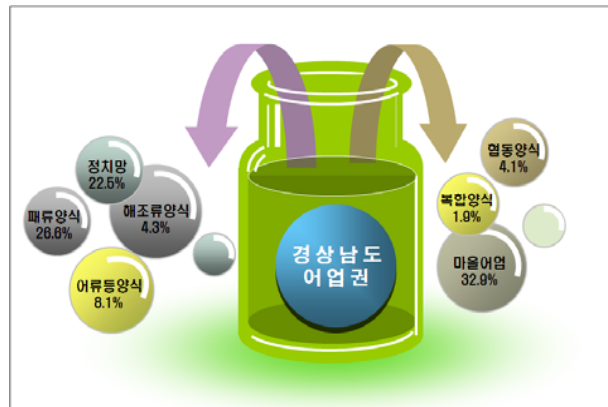 정치망
22.5%
패류양식
26.6%
해조류양식
4.3%
어류등양식
8.1%
경상남도
어업권
협동양식
4.1%
복합양식
1.9%
마을어업
32.9%